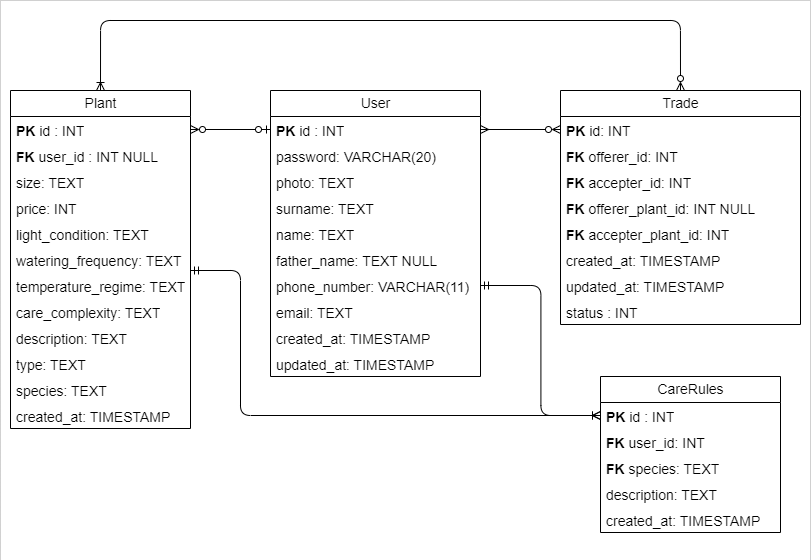 Plant
PK id : INT
FK user_id : INT NULL
size: TEXT
price: INT
light_condition: TEXT
watering_frequency: TEXT
temperature_regime: TEXT
care_complexity: TEXT
description: TEXT
type: TEXT
species: TEXT
created_at: TIMESTAMP
User
PK id : INT
password: VARCHAR(20)
photo: TEXT
surname: TEXT
name: TEXT
father_name: TEXT NULL
phone_number: VARCHAR(11)
email: TEXT
created_at: TIMESTAMP
updated_at: TIMESTAMP
Trade
PK id: INT
FK offerer_id: INT
FK accepter_id: INT
FK offerer_plant_id: INT NULL
FK accepter_plant_id: INT
created_at: TIMESTAMP
updated_at: TIMESTAMP
status : INT
CareRules
PK id : INT
FK user_id: INT
FK species: TEXT
description: TEXT
created_at: TIMESTAMP